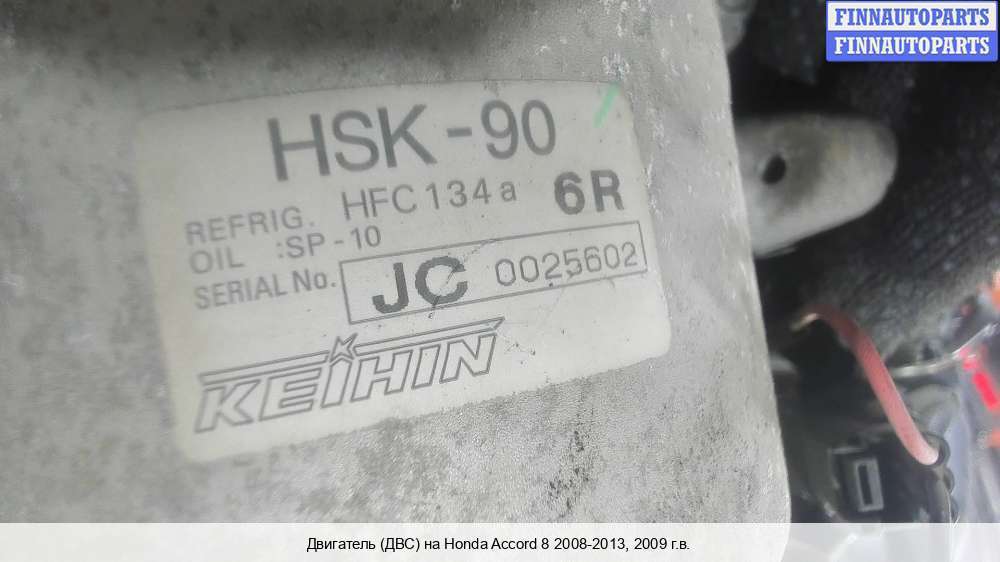 FINNAUTOPARTS
FINNAUTOPARTS
HSK-90
REFRIG. HFC134a 6R
OIL :SP-10
SERIAL No. JC 0025602
KEIHIN
Двигатель (ДВС) на Honda Accord 8 2008-2013, 2009 г.в.